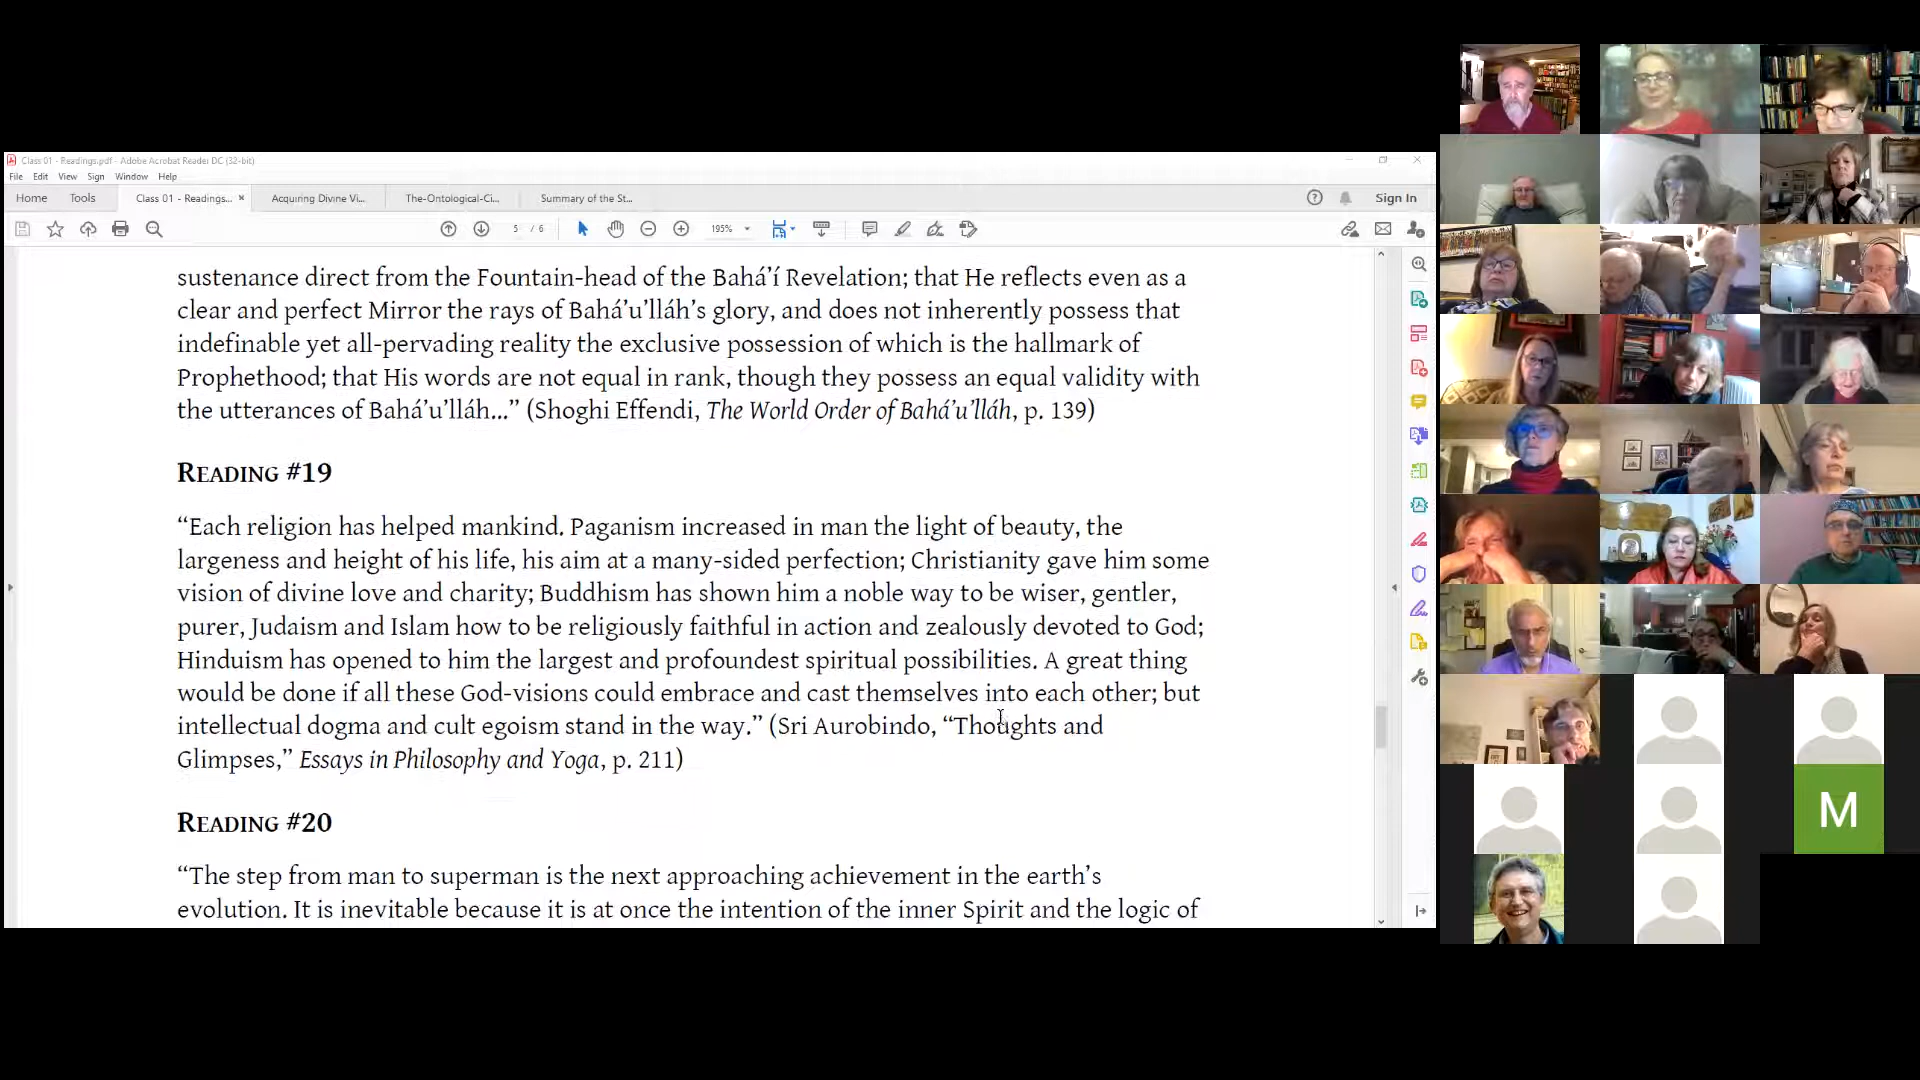 Class 01 - Readings.pdf - Adobe Acrobat Reader DC (32-bit)
File Edit View Sign Window Help
Home Tools Class 01 - Readings... × Acquiring Divine Vi... The-Ontological-Ci... Summary of the St... Sign In
5 / 6 195%
sustenance direct from the Fountain-head of the Bahá’í Revelation; that He reflects even as a
clear and perfect Mirror the rays of Bahá’u’lláh’s glory, and does not inherently possess that
indefinable yet all-pervading reality the exclusive possession of which is the hallmark of
Prophethood; that His words are not equal in rank, though they possess an equal validity with
the utterances of Bahá’u’lláh...” (Shoghi Effendi, The World Order of Bahá’u’lláh, p. 139)
READING #19
“Each religion has helped mankind. Paganism increased in man the light of beauty, the
largeness and height of his life, his aim at a many-sided perfection; Christianity gave him some
vision of divine love and charity; Buddhism has shown him a noble way to be wiser, gentler,
purer, Judaism and Islam how to be religiously faithful in action and zealously devoted to God;
Hinduism has opened to him the largest and profoundest spiritual possibilities. A great thing
would be done if all these God-visions could embrace and cast themselves into each other; but
intellectual dogma and cult egoism stand in the way.” (Sri Aurobindo, “Thoughts and
Glimpses,” Essays in Philosophy and Yoga, p. 211)
READING #20
“The step from man to superman is the next approaching achievement in the earth’s
evolution. It is inevitable because it is at once the intention of the inner Spirit and the logic of
M